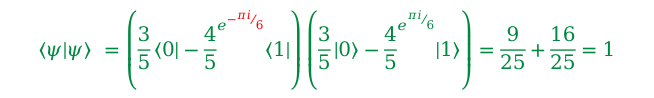 ⟨ψ|ψ⟩ = (3/5 ⟨0| − 4/5 e^{−πi/6} ⟨1|) (3/5 |0⟩ − 4/5 e^{πi/6} |1⟩) = 9/25 + 16/25 = 1